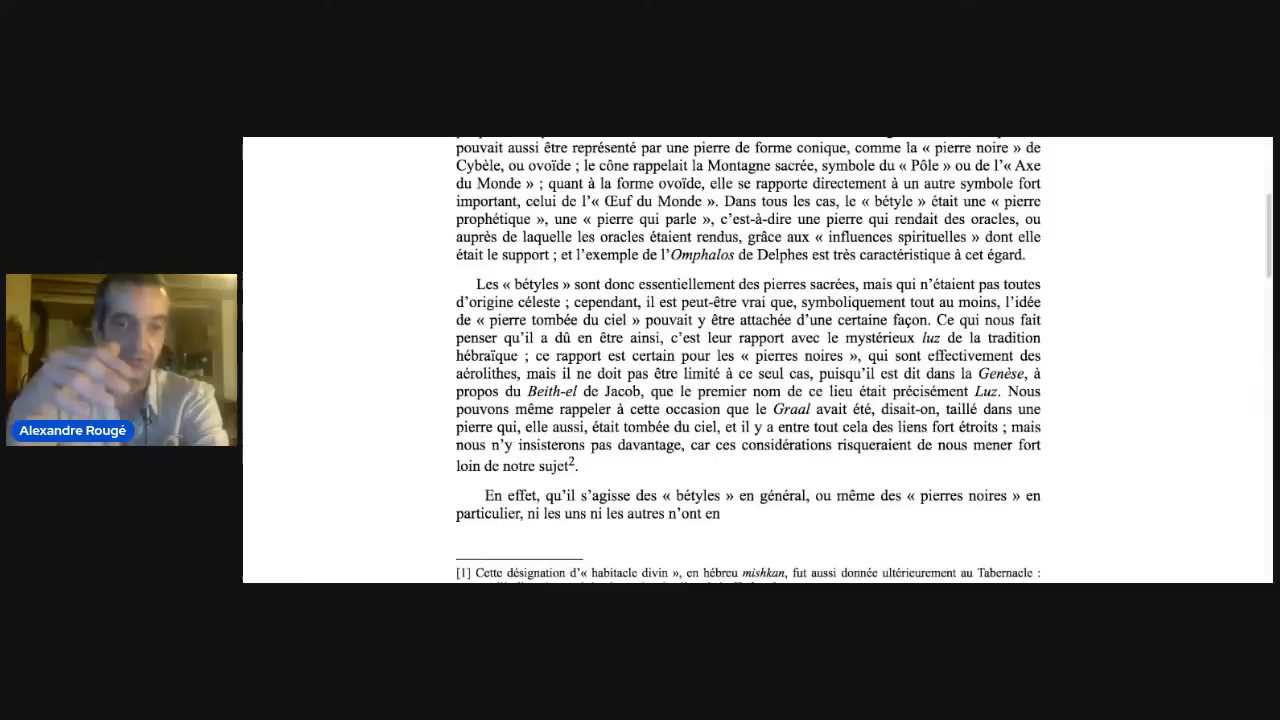 pouvait aussi être représenté par une pierre de forme conique, comme la « pierre noire » de
Cybèle, ou ovoïde ; le cône rappelait la Montagne sacrée, symbole du « Pôle » ou de l'« Axe
du Monde » ; quant à la forme ovoïde, elle se rapporte directement à un autre symbole fort
important, celui de l'« Œuf du Monde ». Dans tous les cas, le « bétyle » était une « pierre
prophétique », une « pierre qui parle », c'est-à-dire une pierre qui rendait des oracles, ou
auprès de laquelle les oracles étaient rendus, grâce aux « influences spirituelles » dont elle
était le support ; et l'exemple de l'Omphalos de Delphes est très caractéristique à cet égard.
Les « bétyles » sont donc essentiellement des pierres sacrées, mais qui n'étaient pas toutes
d'origine céleste ; cependant, il est peut-être vrai que, symboliquement tout au moins, l'idée
de « pierre tombée du ciel » pouvait y être attachée d'une certaine façon. Ce qui nous fait
penser qu'il a dû en être ainsi, c'est leur rapport avec le mystérieux luz de la tradition
hébraïque ; ce rapport est certain pour les « pierres noires », qui sont effectivement des
aérolithes, mais il ne doit pas être limité à ce seul cas, puisqu'il est dit dans la Genèse, à
propos du Beith-el de Jacob, que le premier nom de ce lieu était précisément Luz. Nous
pouvons même rappeler à cette occasion que le Graal avait été, disait-on, taillé dans une
pierre qui, elle aussi, était tombée du ciel, et il y a entre tout cela des liens fort étroits ; mais
nous n'y insisterons pas davantage, car ces considérations risqueraient de nous mener fort
loin de notre sujet².
En effet, qu'il s'agisse des « bétyles » en général, ou même des « pierres noires » en
particulier, ni les uns ni les autres n'ont en
[1] Cette désignation d'« habitacle divin », en hébreu mishkan, fut aussi donnée ultérieurement au Tabernacle :
Alexandre Rougé